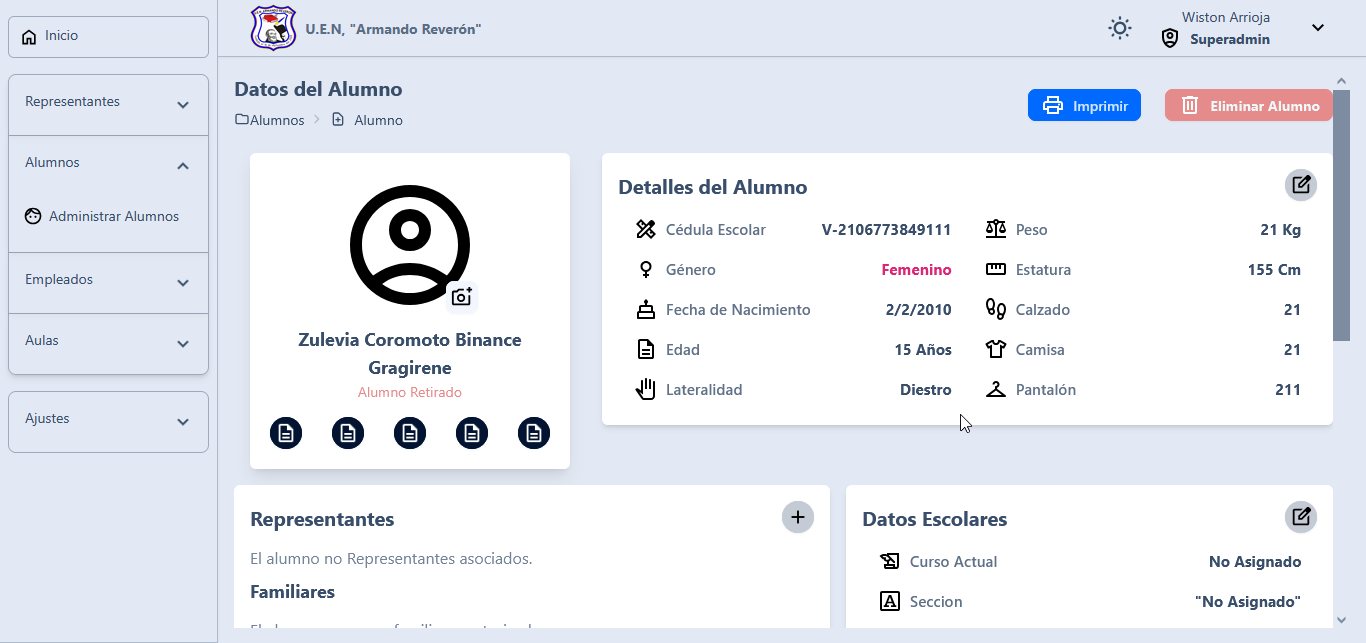 Inicio
Representantes
Alumnos
Administrar Alumnos
Empleados
Aulas
Ajustes
U.E.N, "Armando Reverón"
Wiston Arrioja
Superadmin
Datos del Alumno
Alumnos
Alumno
Imprimir
Eliminar Alumno
Zulevia Coromoto Binance
Gragirene
Alumno Retirado
Detalles del Alumno
Cédula Escolar V-2106773849111
Peso 21 Kg
Género Femenino
Estatura 155 Cm
Fecha de Nacimiento 2/2/2010
Calzado 21
Edad 15 Años
Camisa 21
Lateralidad Diestro
Pantalón 211
Representantes
El alumno no Representantes asociados.
Familiares
Datos Escolares
Curso Actual No Asignado
Seccion "No Asignado"